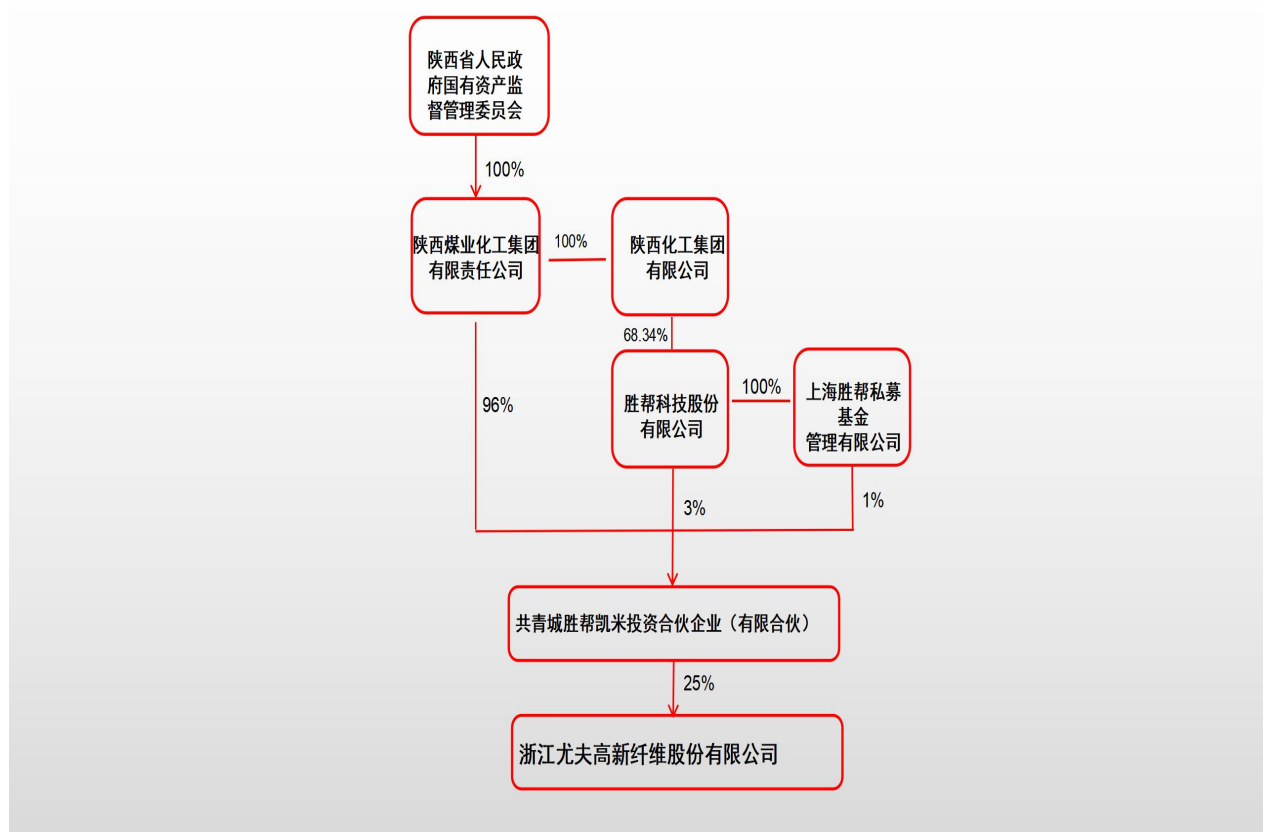 陕西省人民政
府国有资产监
督管理委员会
100%
陕西煤业化工集团
有限责任公司
100%
陕西化工集团
有限公司
68.34%
96%
胜帮科技股份
有限公司
100%
上海胜帮私募
基金
管理有限公司
3%
1%
共青城胜帮凯米投资合伙企业（有限合伙）
25%
浙江尤夫高新纤维股份有限公司